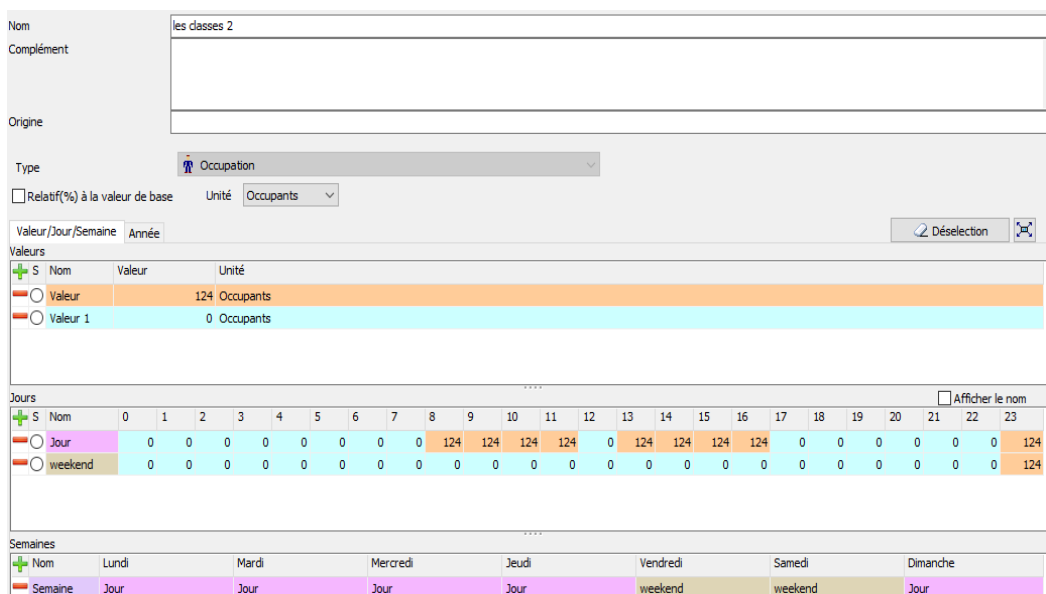 Nom les classes 2
Complément
Origine
Type Occupation
Relatif(%) à la valeur de base Unité Occupants
Valeur/Jour/Semaine Année Déselection
Valeurs
S Nom Valeur Unité
Valeur 124 Occupants
Valeur 1 0 Occupants
Jours Afficher le nom
S Nom 0 1 2 3 4 5 6 7 8 9 10 11 12 13 14 15 16 17 18 19 20 21 22 23
Jour 0 0 0 0 0 0 0 0 124 124 124 124 0 124 124 124 124 0 0 0 0 0 0 124
weekend 0 0 0 0 0 0 0 0 0 0 0 0 0 0 0 0 0 0 0 0 0 0 0 124
Semaines
Nom Lundi Mardi Mercredi Jeudi Vendredi Samedi Dimanche
Semaine Jour Jour Jour Jour weekend weekend Jour